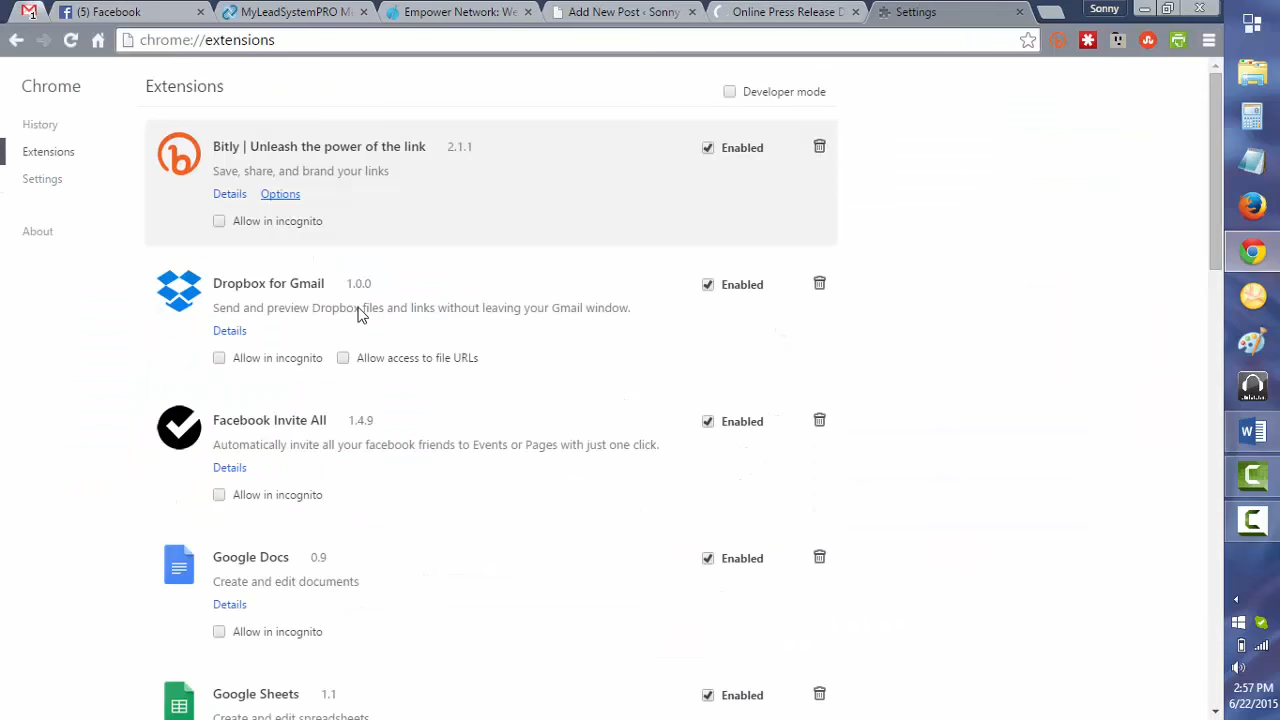 1
(5) Facebook
MyLeadSystemPRO M
Empower Network: We
Add New Post ‹ Sonny
Online Press Release D
Settings
Sonny
chrome://extensions
Chrome
History
Extensions
Settings
About
Extensions
Developer mode
Bitly | Unleash the power of the link 2.1.1
Enabled
Save, share, and brand your links
Details Options
Allow in incognito
Dropbox for Gmail 1.0.0
Enabled
Send and preview Dropbox files and links without leaving your Gmail window.
Details
Allow in incognito Allow access to file URLs
Facebook Invite All 1.4.9
Enabled
Automatically invite all your facebook friends to Events or Pages with just one click.
Details
Allow in incognito
Google Docs 0.9
Enabled
Create and edit documents
Details
Allow in incognito
Google Sheets 1.1
Enabled
Create and edit spreadsheets
2:57 PM
6/22/2015